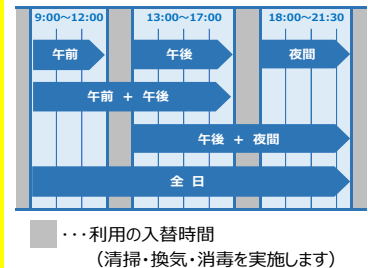 9:00～12:00 13:00～17:00 18:00～21:30
午前 午後 夜間
午前 + 午後
午後 + 夜間
全 日
･･･利用の入替時間
（清掃・換気・消毒を実施します）